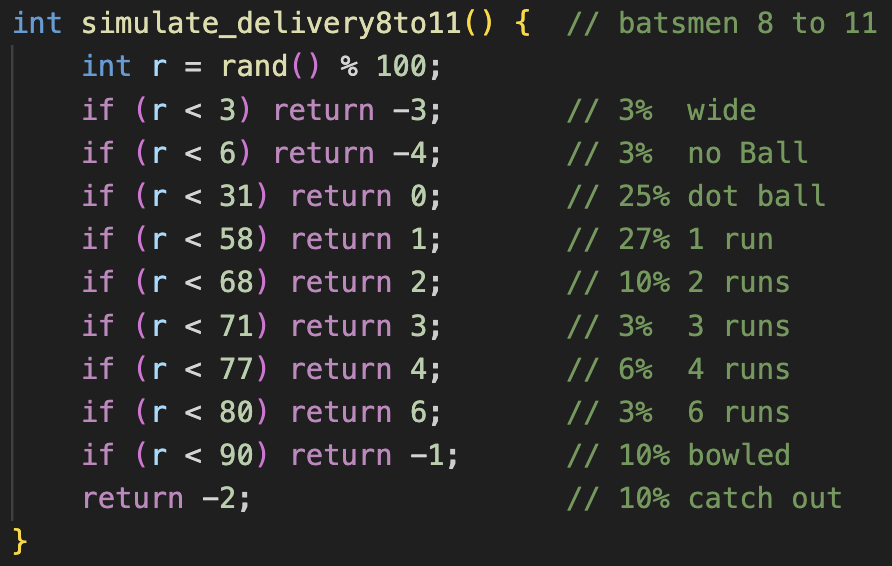 int simulate_delivery8to11() {  // batsmen 8 to 11
    int r = rand() % 100;
    if (r < 3) return -3;       // 3%  wide
    if (r < 6) return -4;       // 3%  no Ball
    if (r < 31) return 0;       // 25% dot ball
    if (r < 58) return 1;       // 27% 1 run
    if (r < 68) return 2;       // 10% 2 runs
    if (r < 71) return 3;       // 3%  3 runs
    if (r < 77) return 4;       // 6%  4 runs
    if (r < 80) return 6;       // 3%  6 runs
    if (r < 90) return -1;      // 10% bowled
    return -2;                  // 10% catch out
}